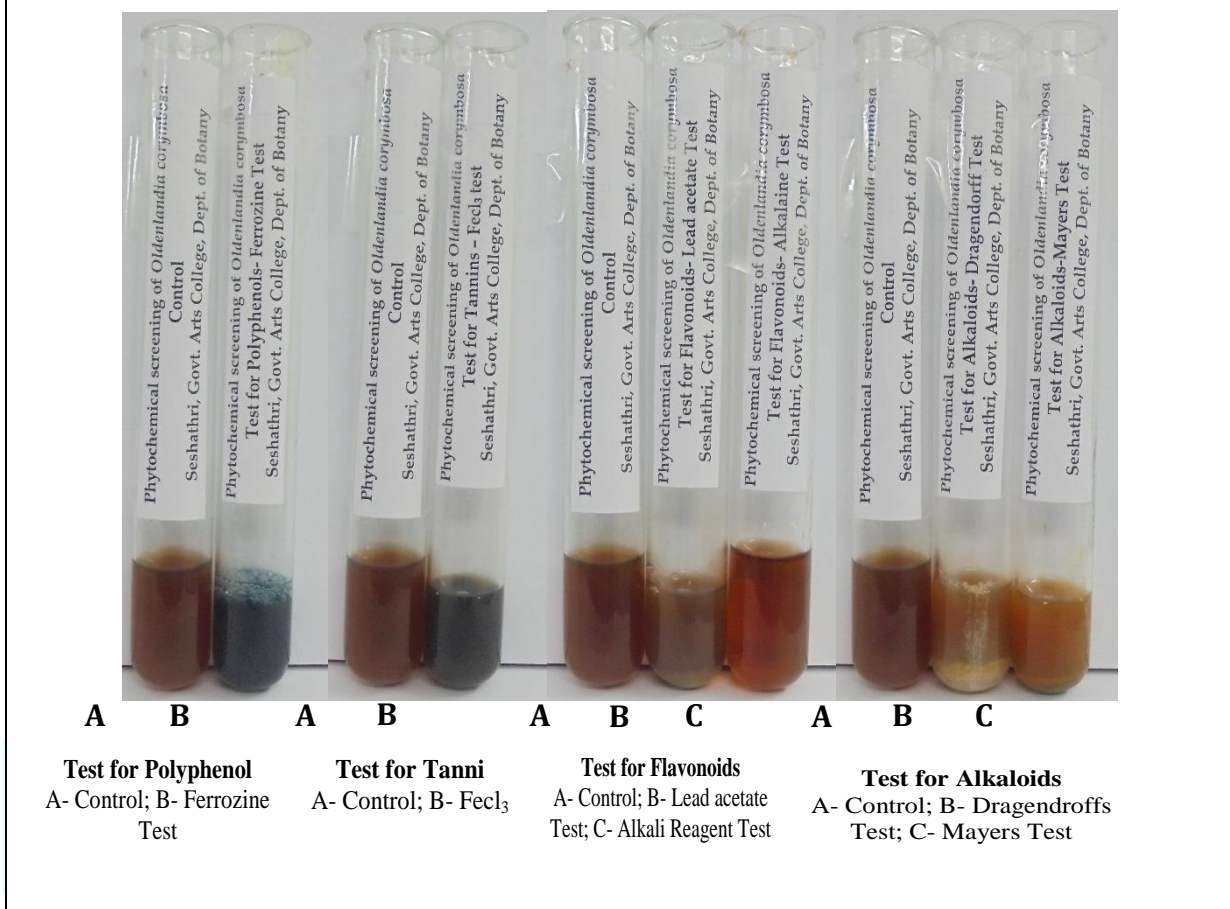 Phytochemical screening of Oldenlandia corymbosa
Control
Seshathri, Govt. Arts College, Dept. of Botany
Phytochemical screening of Oldenlandia corymbosa
Test for Polyphenols- Ferrozine Test
Seshathri, Govt. Arts College, Dept. of Botany
Phytochemical screening of Oldenlandia corymbosa
Control
Seshathri, Govt. Arts College, Dept. of Botany
Phytochemical screening of Oldenlandia corymbosa
Test for Tannins – Fecl₃ test
Seshathri, Govt. Arts College, Dept. of Botany
Phytochemical screening of Oldenlandia corymbosa
Control
Seshathri, Govt. Arts College, Dept. of Botany
Phytochemical screening of Oldenlandia corymbosa
Test for Flavonoids- Lead acetate Test
Seshathri, Govt. Arts College, Dept. of Botany
Phytochemical screening of Oldenlandia corymbosa
Test for Flavonoids- Alkalaine Test
Seshathri, Govt. Arts College, Dept. of Botany
Phytochemical screening of Oldenlandia corymbosa
Control
Seshathri, Govt. Arts College, Dept. of Botany
Phytochemical screening of Oldenlandia corymbosa
Test for Alkaloids- Dragendorff Test
Seshathri, Govt. Arts College, Dept. of Botany
Phytochemical screening of Oldenlandia corymbosa
Test for Alkaloids-Mayers Test
Seshathri, Govt. Arts College, Dept. of Botany
A B A B A B C A B C
Test for Polyphenol
A- Control; B- Ferrozine
Test
Test for Tanni
A- Control; B- Fecl₃
Test for Flavonoids
A- Control; B- Lead acetate
Test; C- Alkali Reagent Test
Test for Alkaloids
A- Control; B- Dragendroffs
Test; C- Mayers Test